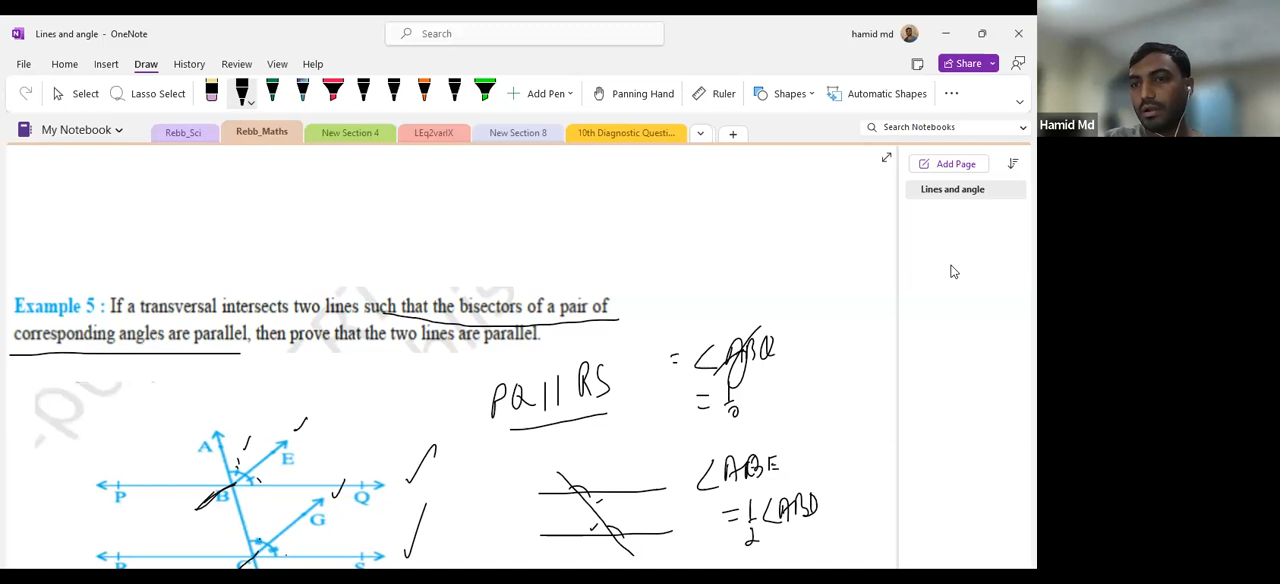 Lines and angle - OneNote
Search
hamid md
File Home Insert Draw History Review View Help
Share
Select
Lasso Select
Add Pen
Panning Hand
Ruler
Shapes
Automatic Shapes
My Notebook
Rebb_Sci
Rebb_Maths
New Section 4
LEq2varIX
New Section 8
10th Diagnostic Questi...
Search Notebooks
Hamid Md
Add Page
Lines and angle
Example 5 : If a transversal intersects two lines such that the bisectors of a pair of
corresponding angles are parallel, then prove that the two lines are parallel.
PQ || RS
A
E
P
B
Q
G
∠ABE
= 1/2 ∠ABQ